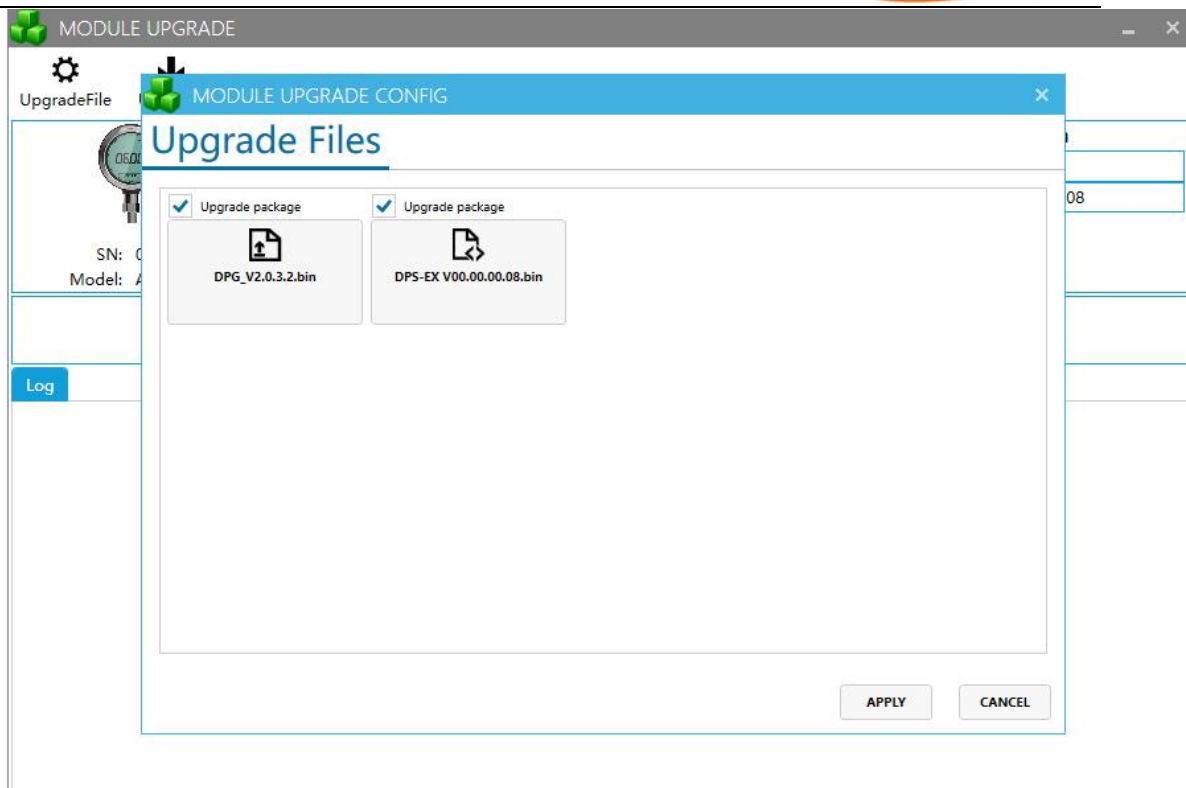 MODULE UPGRADE
UpgradeFile
MODULE UPGRADE CONFIG
Upgrade Files
Upgrade package
Upgrade package
DPG_V2.0.3.2.bin
DPS-EX V00.00.00.08.bin
08
SN:
Model:
Log
APPLY
CANCEL